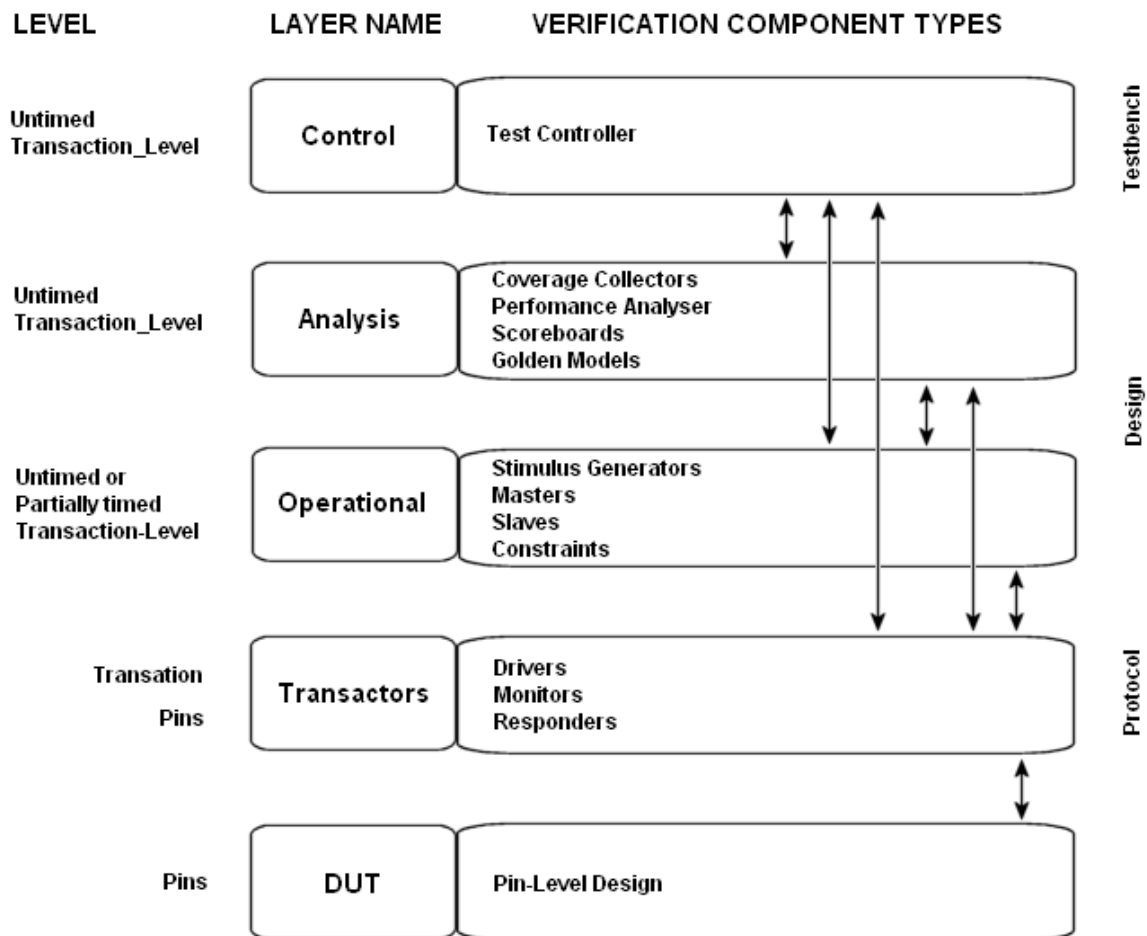 LEVEL LAYER NAME VERIFICATION COMPONENT TYPES
Untimed
Transaction_Level
Control
Test Controller
Testbench
Untimed
Transaction_Level
Analysis
Coverage Collectors
Perfomance Analyser
Scoreboards
Golden Models
Design
Untimed or
Partially timed
Transaction-Level
Operational
Stimulus Generators
Masters
Slaves
Constraints
Transation
Pins
Transactors
Drivers
Monitors
Responders
Protocol
Pins
DUT
Pin-Level Design